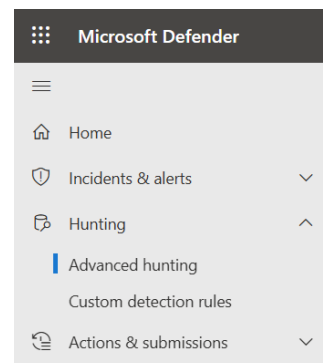 Microsoft Defender
Home
Incidents & alerts
Hunting
Advanced hunting
Custom detection rules
Actions & submissions